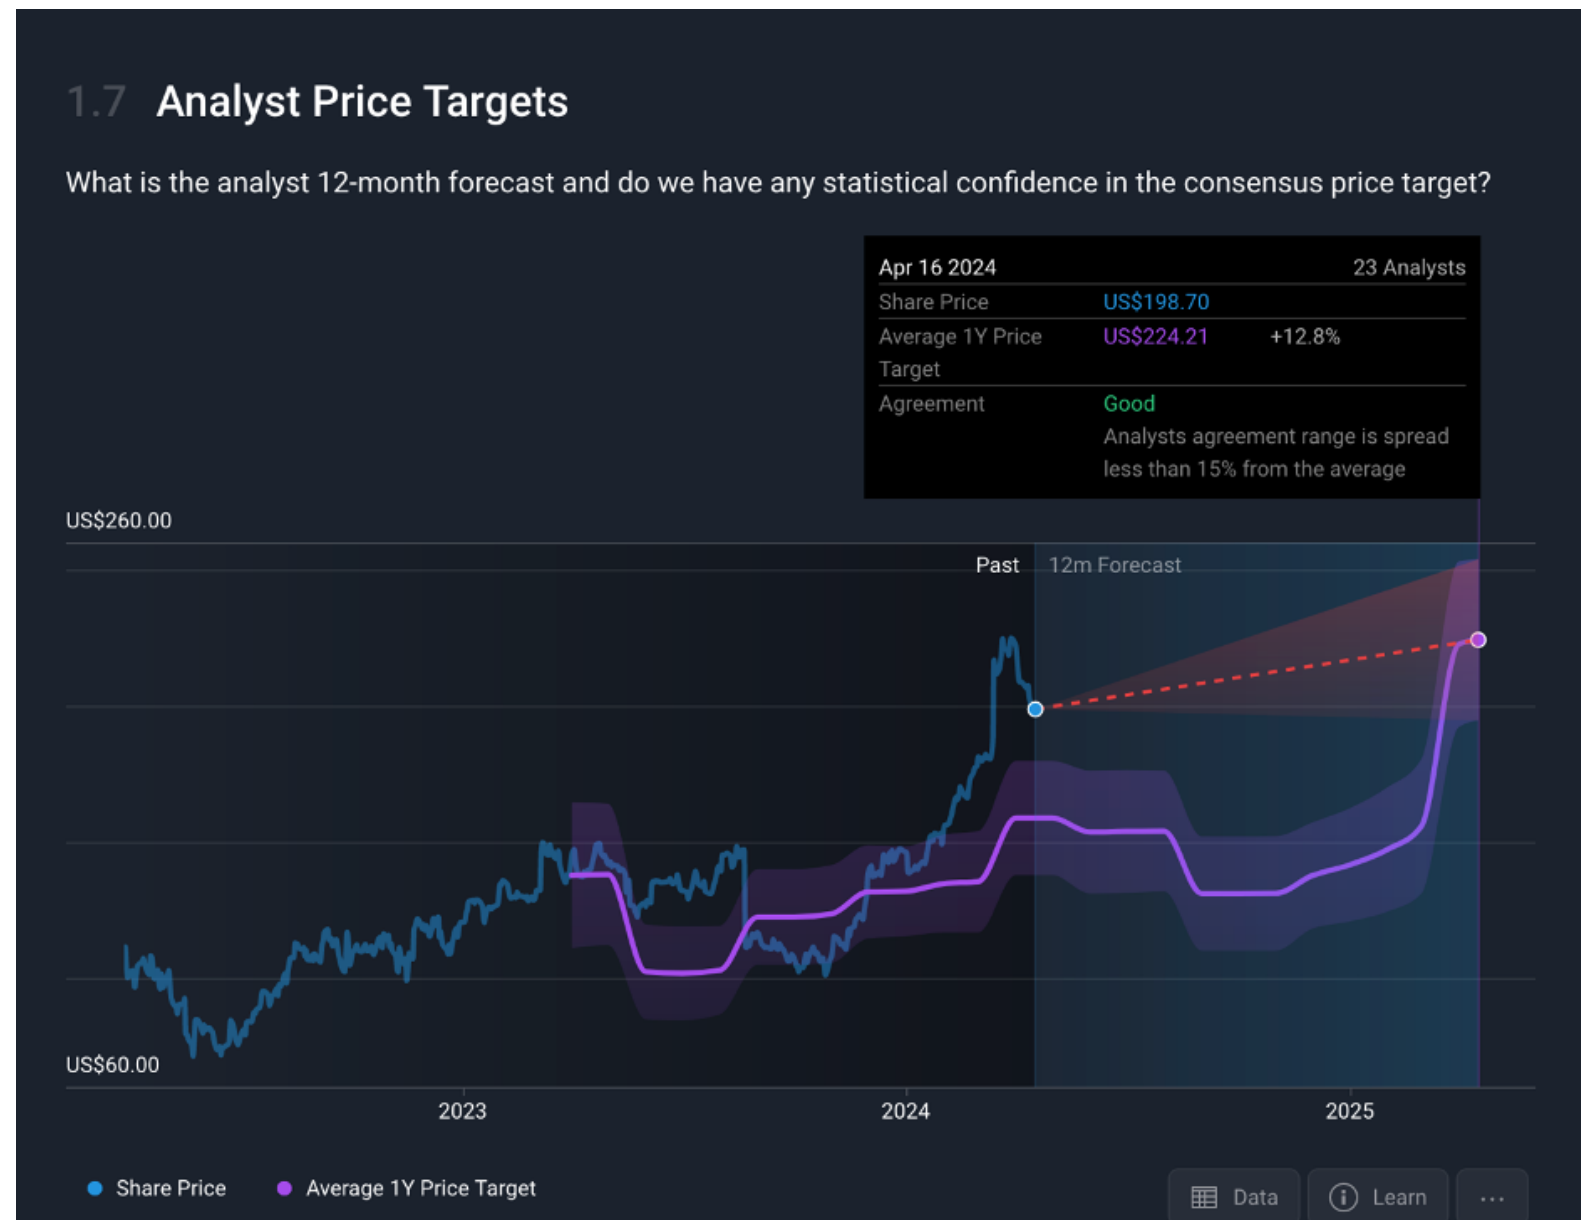 1.7 Analyst Price Targets
What is the analyst 12-month forecast and do we have any statistical confidence in the consensus price target?
Apr 16 2024 23 Analysts
Share Price US$198.70
Average 1Y Price US$224.21 +12.8%
Target
Agreement Good
Analysts agreement range is spread
less than 15% from the average
US$260.00
Past 12m Forecast
US$60.00
2023 2024 2025
Share Price Average 1Y Price Target
Data Learn ...